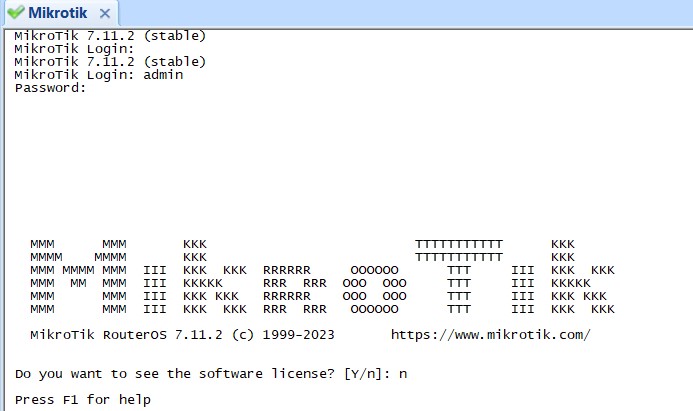 Mikrotik
MikroTik 7.11.2 (stable)
MikroTik Login:
MikroTik 7.11.2 (stable)
MikroTik Login: admin
Password:
  MMM      MMM       KKK                          TTTTTTTTTTT      KKK
  MMMM    MMMM       KKK                          TTTTTTTTTTT      KKK
  MMM MMMM MMM  III  KKK  KKK  RRRRRR     OOOOOO      TTT     III  KKK  KKK
  MMM  MM  MMM  III  KKKKK     RRR  RRR  OOO  OOO     TTT     III  KKKKK
  MMM      MMM  III  KKK KKK   RRRRRR    OOO  OOO     TTT     III  KKK KKK
  MMM      MMM  III  KKK  KKK  RRR  RRR   OOOOOO      TTT     III  KKK  KKK
  MikroTik RouterOS 7.11.2 (c) 1999-2023       https://www.mikrotik.com/
Do you want to see the software license? [Y/n]: n
Press F1 for help